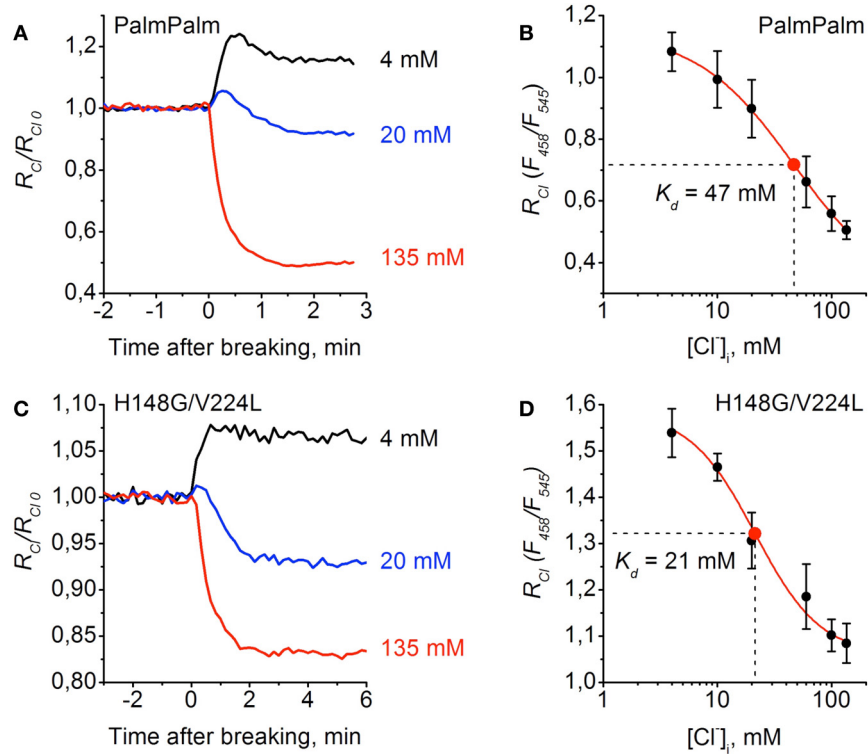 A
PalmPalm
1,2
1,0
0,8
0,6
0,4
R_Cl/R_Cl 0
4 mM
20 mM
135 mM
-2 -1 0 1 2 3
Time after breaking, min
B
PalmPalm
1,2
1,0
0,8
0,6
0,4
R_Cl (F_458/F_545)
K_d = 47 mM
1 10 100
[Cl⁻]_i, mM
C
H148G/V224L
1,10
1,05
1,00
0,95
0,90
0,85
0,80
R_Cl/R_Cl 0
4 mM
20 mM
135 mM
-2 0 2 4 6
Time after breaking, min
D
H148G/V224L
1,6
1,5
1,4
1,3
1,2
1,1
1,0
R_Cl (F_458/F_545)
K_d = 21 mM
1 10 100
[Cl⁻]_i, mM